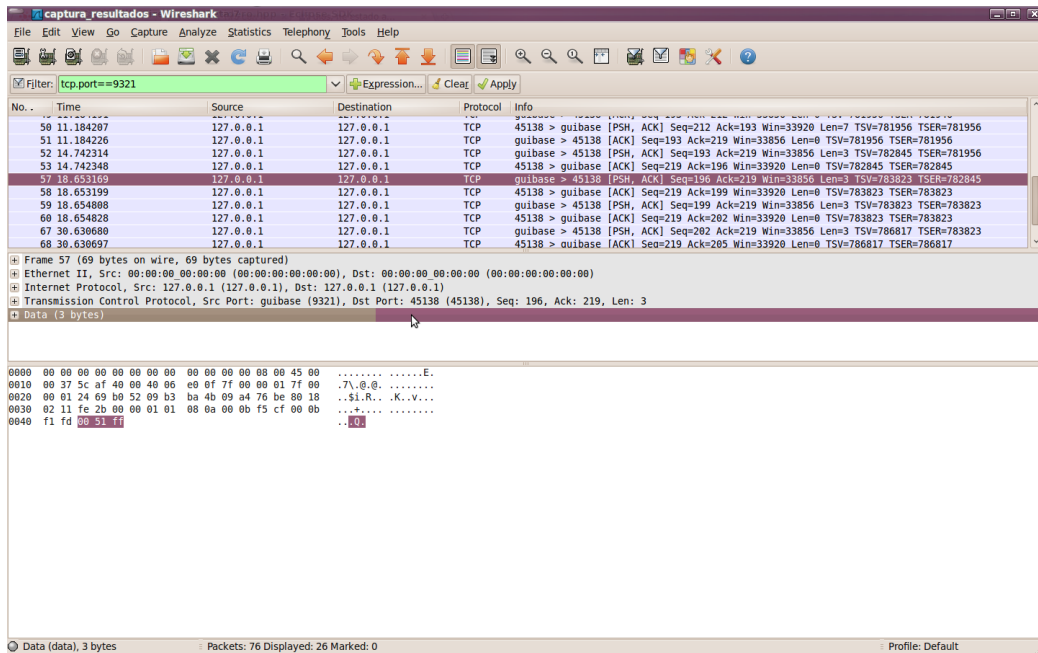 captura_resultados - Wireshark
File Edit View Go Capture Analyze Statistics Telephony Tools Help
Filter: tcp.port==9321 Expression... Clear Apply
No. . Time Source Destination Protocol Info
50 11.184207 127.0.0.1 127.0.0.1 TCP 45138 > guibase [PSH, ACK] Seq=212 Ack=193 Win=33920 Len=7 TSV=781956 TSER=781956
51 11.184226 127.0.0.1 127.0.0.1 TCP guibase > 45138 [ACK] Seq=193 Ack=219 Win=33856 Len=0 TSV=781956 TSER=781956
52 14.742314 127.0.0.1 127.0.0.1 TCP guibase > 45138 [PSH, ACK] Seq=193 Ack=219 Win=33856 Len=3 TSV=782845 TSER=781956
53 14.742348 127.0.0.1 127.0.0.1 TCP 45138 > guibase [ACK] Seq=219 Ack=196 Win=33920 Len=0 TSV=782845 TSER=782845
57 18.653169 127.0.0.1 127.0.0.1 TCP guibase > 45138 [PSH, ACK] Seq=196 Ack=219 Win=33856 Len=3 TSV=783823 TSER=782845
58 18.653199 127.0.0.1 127.0.0.1 TCP 45138 > guibase [ACK] Seq=219 Ack=199 Win=33920 Len=0 TSV=783823 TSER=783823
59 18.654808 127.0.0.1 127.0.0.1 TCP guibase > 45138 [PSH, ACK] Seq=199 Ack=219 Win=33856 Len=3 TSV=783823 TSER=783823
60 18.654828 127.0.0.1 127.0.0.1 TCP 45138 > guibase [ACK] Seq=219 Ack=202 Win=33920 Len=0 TSV=783823 TSER=783823
67 30.630680 127.0.0.1 127.0.0.1 TCP guibase > 45138 [PSH, ACK] Seq=202 Ack=219 Win=33856 Len=3 TSV=786817 TSER=783823
68 30.630697 127.0.0.1 127.0.0.1 TCP 45138 > guibase [ACK] Seq=219 Ack=205 Win=33920 Len=0 TSV=786817 TSER=786817
Frame 57 (69 bytes on wire, 69 bytes captured)
Ethernet II, Src: 00:00:00_00:00:00 (00:00:00:00:00:00), Dst: 00:00:00_00:00:00 (00:00:00:00:00:00)
Internet Protocol, Src: 127.0.0.1 (127.0.0.1), Dst: 127.0.0.1 (127.0.0.1)
Transmission Control Protocol, Src Port: guibase (9321), Dst Port: 45138 (45138), Seq: 196, Ack: 219, Len: 3
Data (3 bytes)
0000 00 00 00 00 00 00 00 00 00 00 00 00 08 00 45 00 ........ ......E.
0010 00 37 5c af 40 00 40 06 e0 0f 7f 00 00 01 7f 00 .7\.@.@. ........
0020 00 01 24 69 b0 52 09 b3 ba 4b 09 a4 76 be 80 18 ..$i.R.. .K..v...
0030 02 11 fe 2b 00 00 01 01 08 0a 00 0b f5 cf 00 0b ...+.... ........
0040 f1 fd 00 51 ff ...Q.
Data (data), 3 bytes Packets: 76 Displayed: 26 Marked: 0 Profile: Default